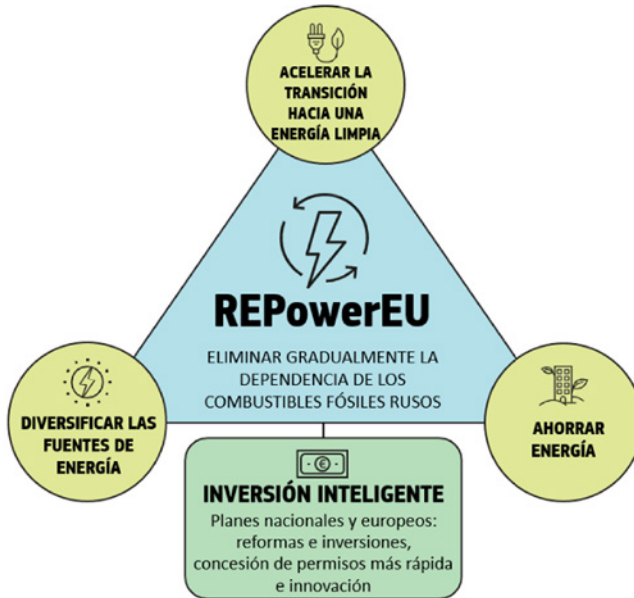 ACELERAR LA
TRANSICIÓN
HACIA UNA
ENERGÍA LIMPIA
REPowerEU
ELIMINAR GRADUALMENTE LA
DEPENDENCIA DE LOS
COMBUSTIBLES FÓSILES RUSOS
DIVERSIFICAR LAS
FUENTES DE
ENERGÍA
AHORRAR
ENERGÍA
€
INVERSIÓN INTELIGENTE
Planes nacionales y europeos:
reformas e inversiones,
concesión de permisos más rápida
e innovación